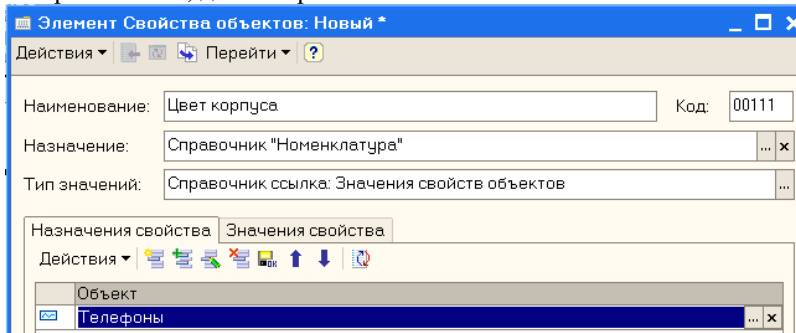 Элемент Свойства объектов: Новый *
Действия Перейти ?
Наименование: Цвет корпуса Код: 00111
Назначение: Справочник "Номенклатура" ... x
Тип значений: Справочник ссылка: Значения свойств объектов ...
Назначения свойства Значения свойства
Действия
Объект
Телефоны ... x